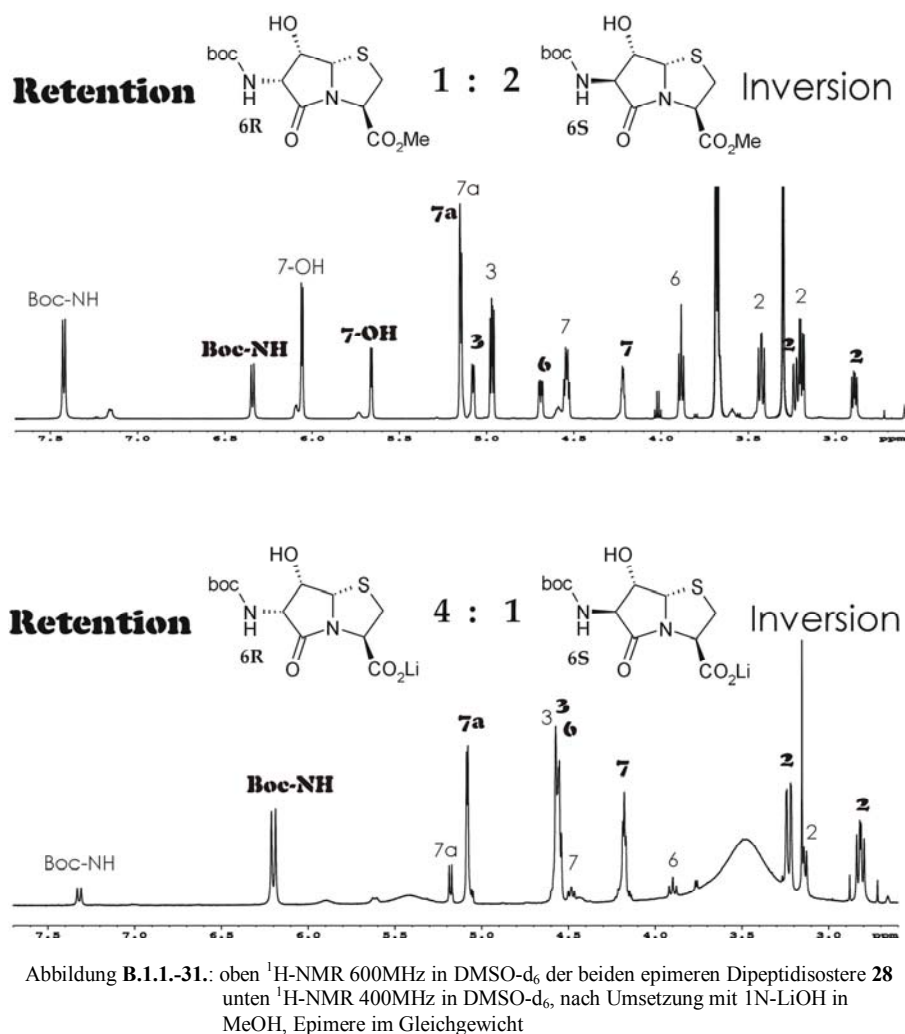 HO
boc
N
H
S
N
O
CO2Me
6R
Retention
1 : 2
HO
boc
N
H
S
N
O
CO2Me
6S
Inversion
7a
7a
7-OH
3
Boc-NH
6
7-OH
7
2
2
Boc-NH
3
6
7
2
2
7.5 7.0 6.5 6.0 5.5 5.0 4.5 4.0 3.5 3.0 ppm
HO
boc
N
H
S
N
O
CO2Li
6R
Retention
4 : 1
HO
boc
N
H
S
N
O
CO2Li
6S
Inversion
7a
3
3
6
Boc-NH
7
2
2
Boc-NH
7a
7
6
2
7.5 7.0 6.5 6.0 5.5 5.0 4.5 4.0 3.5 3.0 ppm
Abbildung B.1.1.-31.: oben 1H-NMR 600MHz in DMSO-d6 der beiden epimeren Dipeptidisostere 28
unten 1H-NMR 400MHz in DMSO-d6, nach Umsetzung mit 1N-LiOH in
MeOH, Epimere im Gleichgewicht